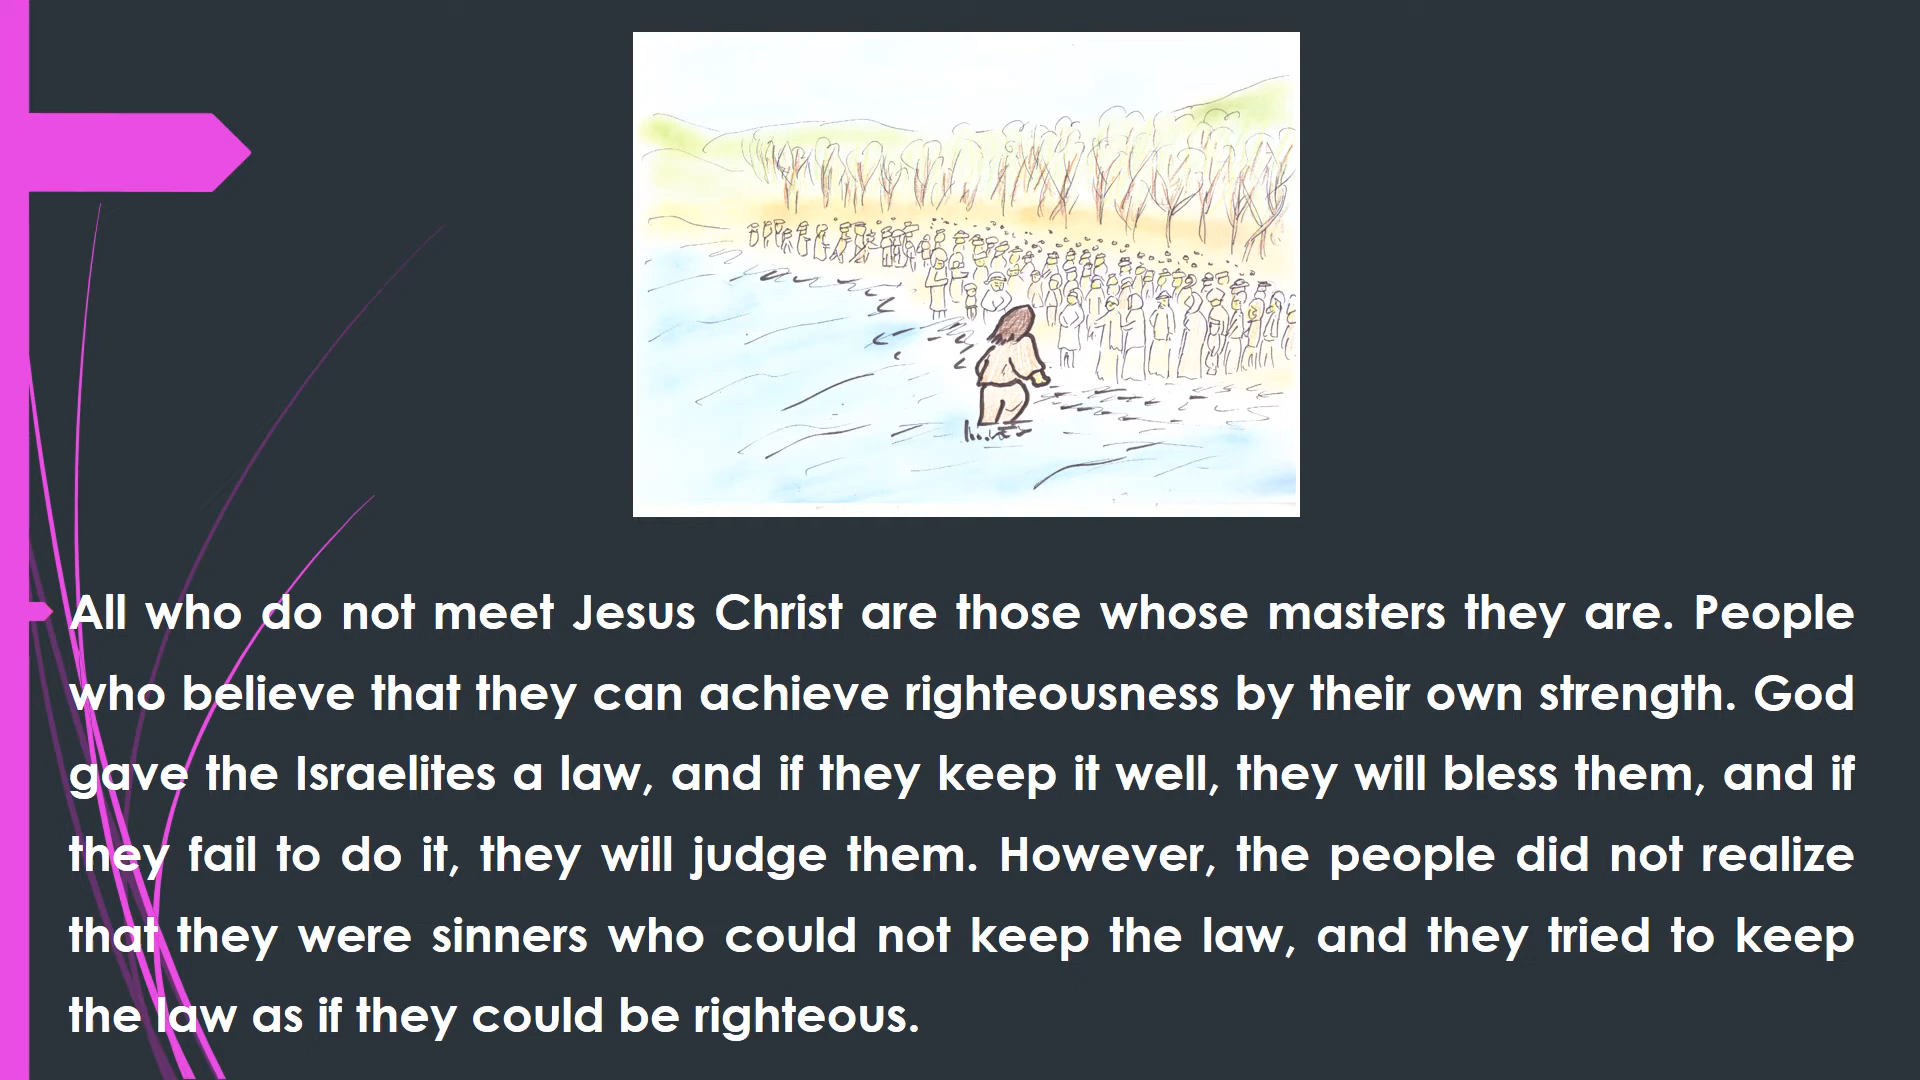 All who do not meet Jesus Christ are those whose masters they are. People
who believe that they can achieve righteousness by their own strength. God
gave the Israelites a law, and if they keep it well, they will bless them, and if
they fail to do it, they will judge them. However, the people did not realize
that they were sinners who could not keep the law, and they tried to keep
the law as if they could be righteous.